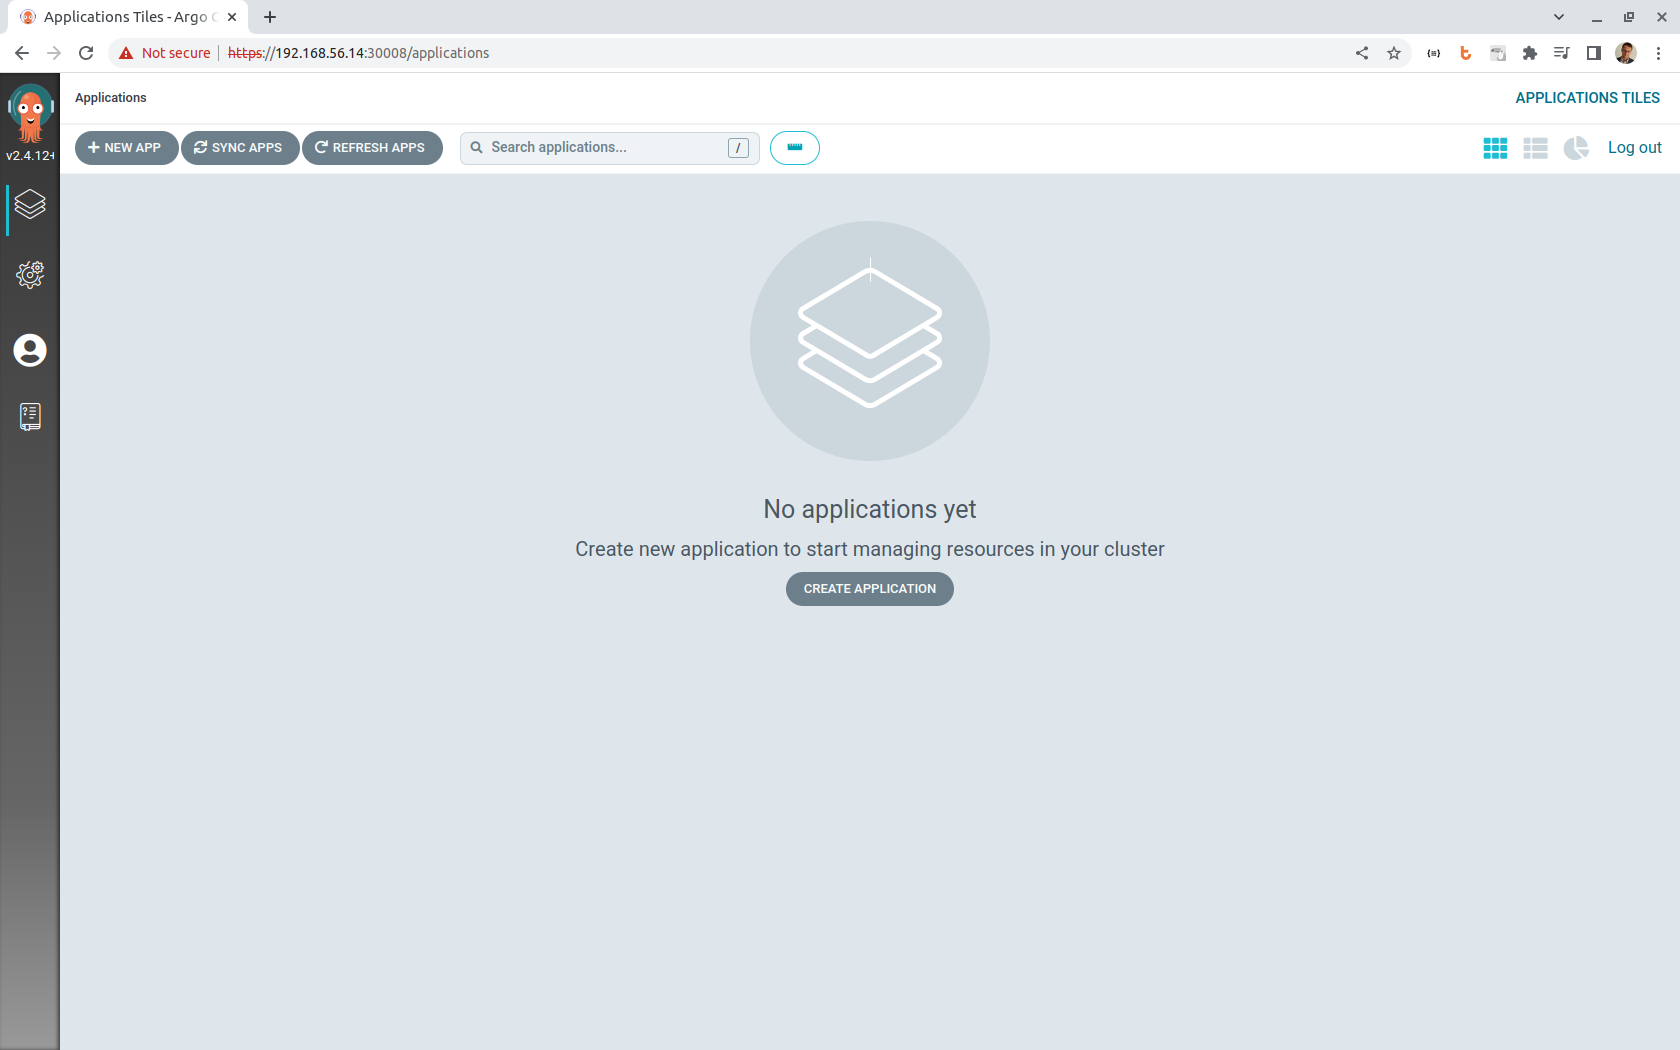 Applications Tiles - Argo
Not secure https://192.168.56.14:30008/applications
Applications
APPLICATIONS TILES
v2.4.12+
NEW APP
SYNC APPS
REFRESH APPS
Search applications... /
Log out
No applications yet
Create new application to start managing resources in your cluster
CREATE APPLICATION